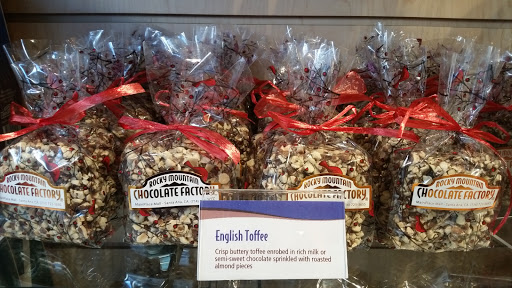 ROCKY MOUNTAIN
CHOCOLATE FACTORY
ROCKY MOUNTAIN
CHOCOLATE FACTORY
ROCKY MOUNTAIN
CHOCOLATE FACTORY
ROCKY MOUNTAIN
CHOCOLATE FACTORY
English Toffee
Crisp buttery toffee enrobed in rich milk or
semi-sweet chocolate sprinkled with roasted
almond pieces